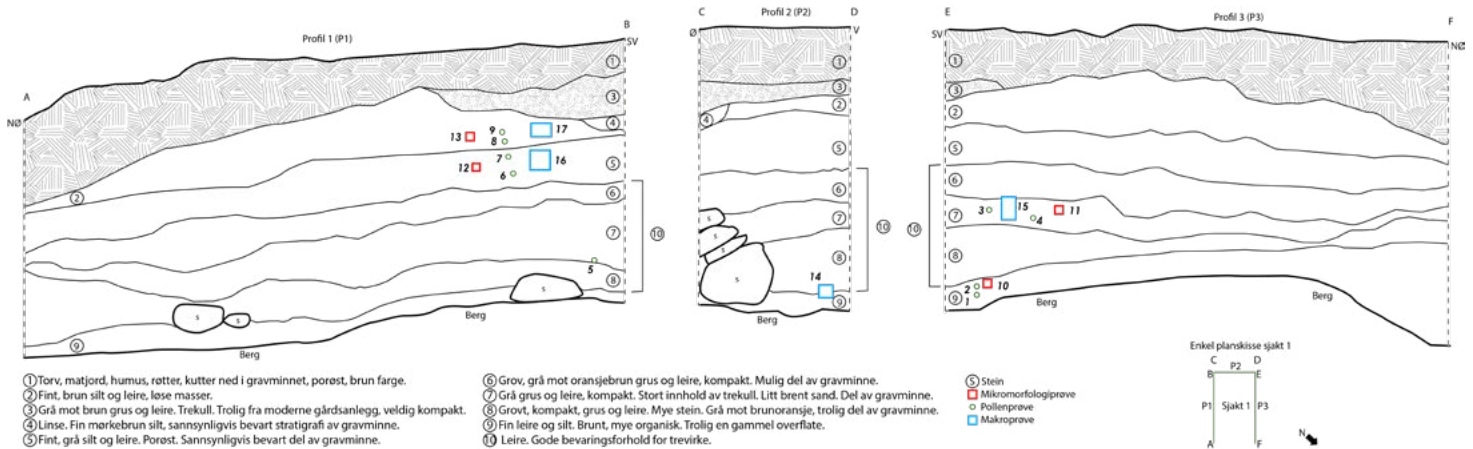 Profil 1 (P1)
A
NØ
B
SV
1
3
4
5
2
6
7
8
9
10
13
9
8
17
12
7
6
16
5
s
s
s
Berg
Berg
Profil 2 (P2)
C
Ø
D
V
1
3
2
4
5
6
7
8
9
10
s
s
s
s
14
Berg
Profil 3 (P3)
E
SV
F
NØ
1
3
2
5
6
7
8
9
10
3
15
4
11
2
1
10
Berg
Berg
① Torv, matjord, humus, røtter, kutter ned i gravminnet, porøst, brun farge.
② Fint, brun silt og leire, løse masser.
③ Grå mot brun grus og leire. Trekull. Trolig fra moderne gårdsanlegg, veldig kompakt.
④ Linse. Fin mørkebrun silt, sannsynligvis bevart stratigrafi av gravminne.
⑤ Fint, grå silt og leire. Porøst. Sannsynligvis bevart del av gravminne.
⑥ Grov, grå mot oransjebrun grus og leire, kompakt. Mulig del av gravminne.
⑦ Grå grus og leire, kompakt. Stort innhold av trekull. Litt brent sand. Del av gravminne.
⑧ Grovt, kompakt, grus og leire. Mye stein. Grå mot brunoransje, trolig del av gravminne.
⑨ Fin leire og silt. Brunt, mye organisk. Trolig en gammel overflate.
⑩ Leire. Gode bevaringsforhold for trevirke.
Ⓢ Stein
Mikromorfologiprøve
Pollenprøve
Makroprøve
Enkel planskisse sjakt 1
C D
P2
B E
P1 Sjakt 1 P3
A F
N